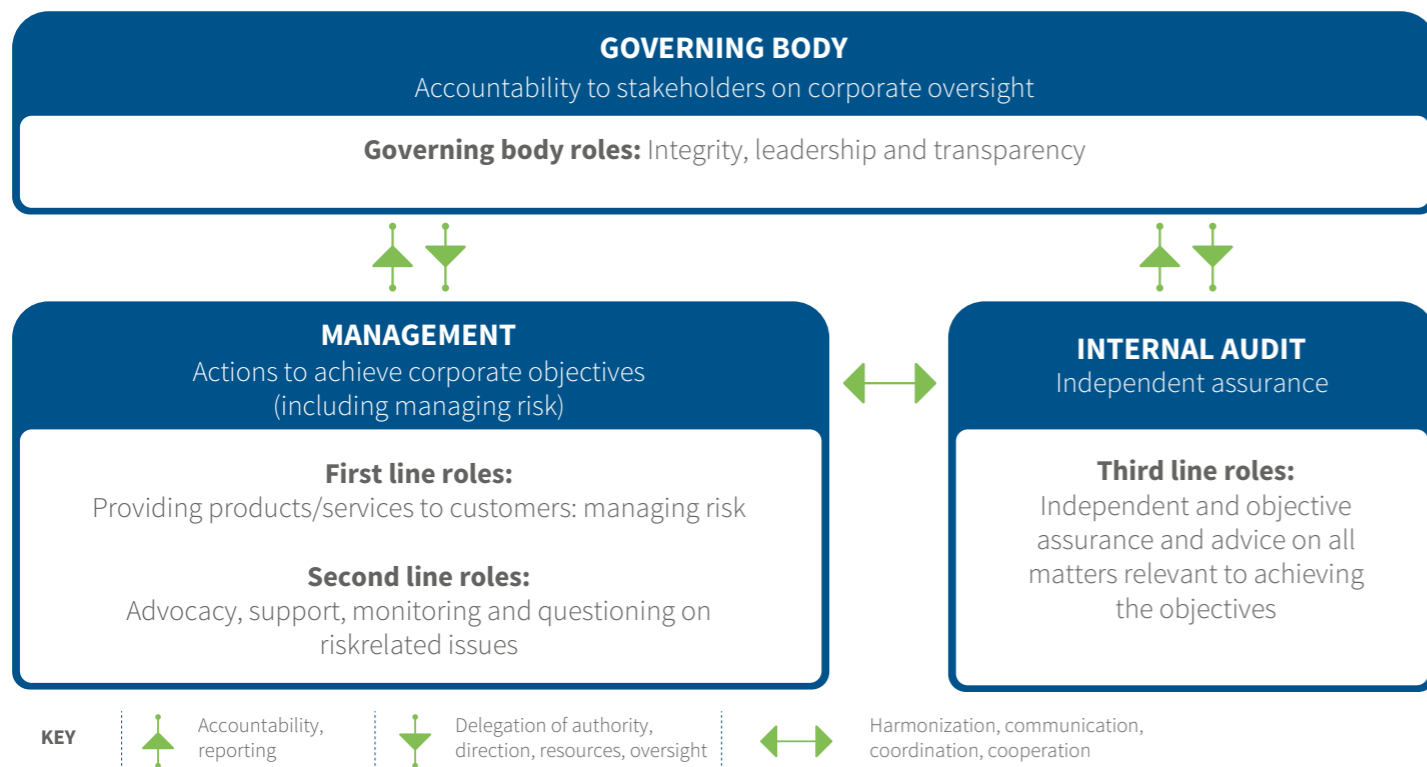 GOVERNING BODY
Accountability to stakeholders on corporate oversight
Governing body roles: Integrity, leadership and transparency
MANAGEMENT
Actions to achieve corporate objectives
(including managing risk)
First line roles:
Providing products/services to customers: managing risk
Second line roles:
Advocacy, support, monitoring and questioning on
riskrelated issues
INTERNAL AUDIT
Independent assurance
Third line roles:
Independent and objective
assurance and advice on all
matters relevant to achieving
the objectives
KEY
Accountability,
reporting
Delegation of authority,
direction, resources, oversight
Harmonization, communication,
coordination, cooperation